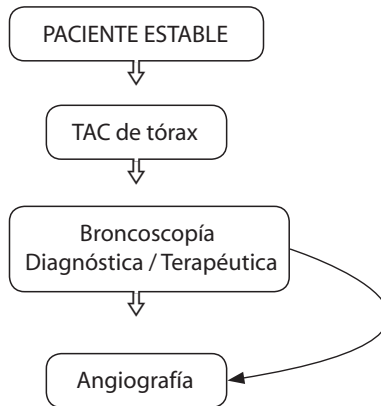 PACIENTE ESTABLE
TAC de tórax
Broncoscopía
Diagnóstica / Terapéutica
Angiografía